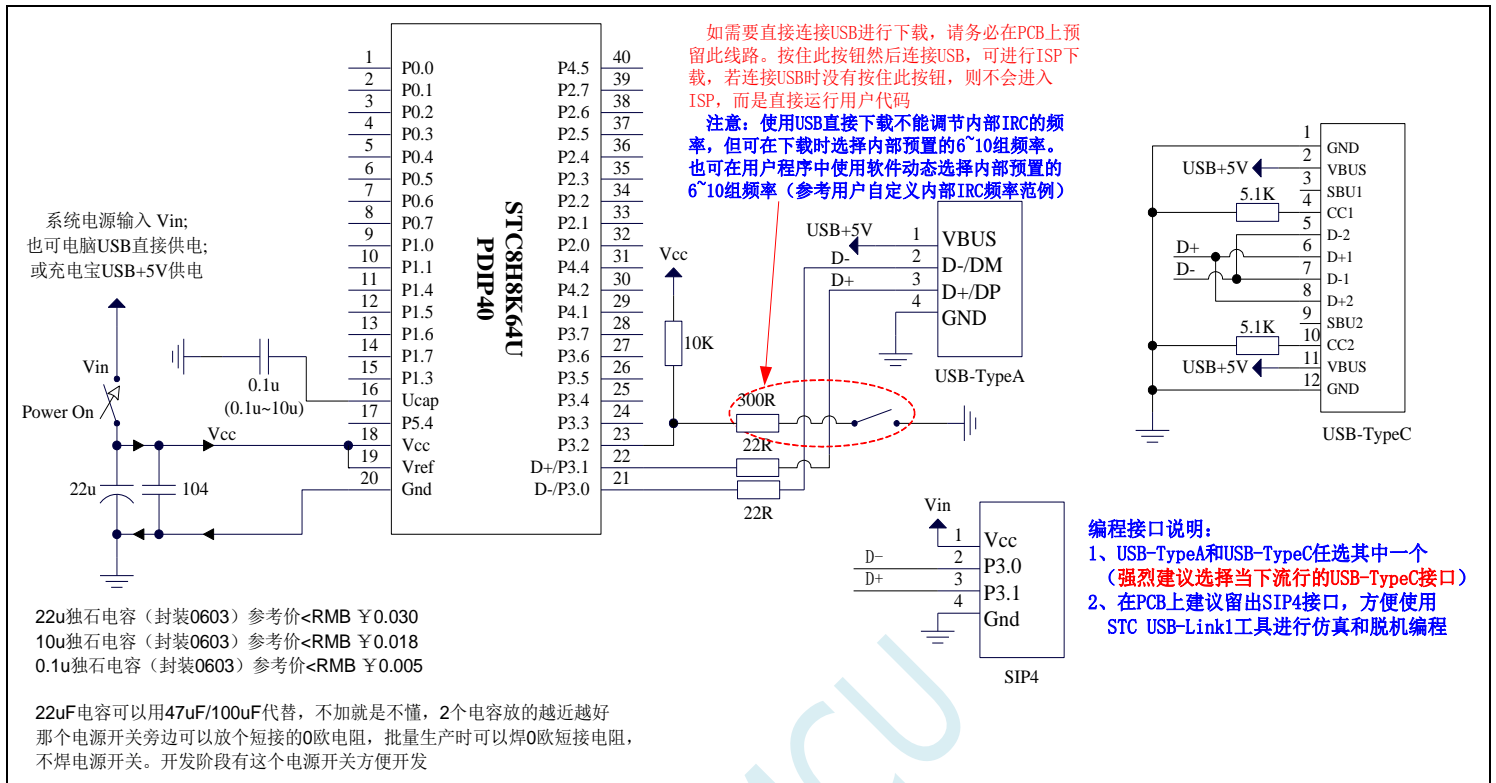 如需要直接连接USB进行下载，请务必在PCB上预
留此线路。按住此按钮然后连接USB，可进行ISP下
载，若连接USB时没有按住此按钮，则不会进入
ISP，而是直接运行用户代码
注意：使用USB直接下载不能调节内部IRC的频
率，但可在下载时选择内部预置的6~10组频率。
也可在用户程序中使用软件动态选择内部预置的
6~10组频率（参考用户自定义内部IRC频率范例）
系统电源输入 Vin;
也可电脑USB直接供电;
或充电宝USB+5V供电
Vin
Power On
Vcc
22u
104
0.1u
(0.1u~10u)
STC8H8K64U
PDIP40
1 P0.0
2 P0.1
3 P0.2
4 P0.3
5 P0.4
6 P0.5
7 P0.6
8 P0.7
9 P1.0
10 P1.1
11 P1.4
12 P1.5
13 P1.6
14 P1.7
15 P1.3
16 Ucap
17 P5.4
18 Vcc
19 Vref
20 Gnd
P4.5 40
P2.7 39
P2.6 38
P2.5 37
P2.4 36
P2.3 35
P2.2 34
P2.1 33
P2.0 32
P4.4 31
P4.2 30
P4.1 29
P3.7 28
P3.6 27
P3.5 26
P3.4 25
P3.3 24
P3.2 23
D+/P3.1 22
D-/P3.0 21
Vcc
10K
300R
22R
22R
USB+5V
D-
D+
1 VBUS
2 D-/DM
3 D+/DP
4 GND
USB-TypeA
USB+5V
5.1K
D+
D-
5.1K
USB+5V
1 GND
2 VBUS
3 SBU1
4 CC1
5 D-2
6 D+1
7 D-1
8 D+2
9 SBU2
10 CC2
11 VBUS
12 GND
USB-TypeC
Vin
D-
D+
1 Vcc
2 P3.0
3 P3.1
4 Gnd
SIP4
编程接口说明：
1、USB-TypeA和USB-TypeC任选其中一个
（强烈建议选择当下流行的USB-TypeC接口）
2、在PCB上建议留出SIP4接口，方便使用
STC USB-Link1工具进行仿真和脱机编程
22u独石电容（封装0603）参考价<RMB ￥0.030
10u独石电容（封装0603）参考价<RMB ￥0.018
0.1u独石电容（封装0603）参考价<RMB ￥0.005
22uF电容可以用47uF/100uF代替，不加就是不懂，2个电容放的越近越好
那个电源开关旁边可以放个短接的0欧电阻，批量生产时可以焊0欧短接电阻，
不焊电源开关。开发阶段有这个电源开关方便开发
MCU